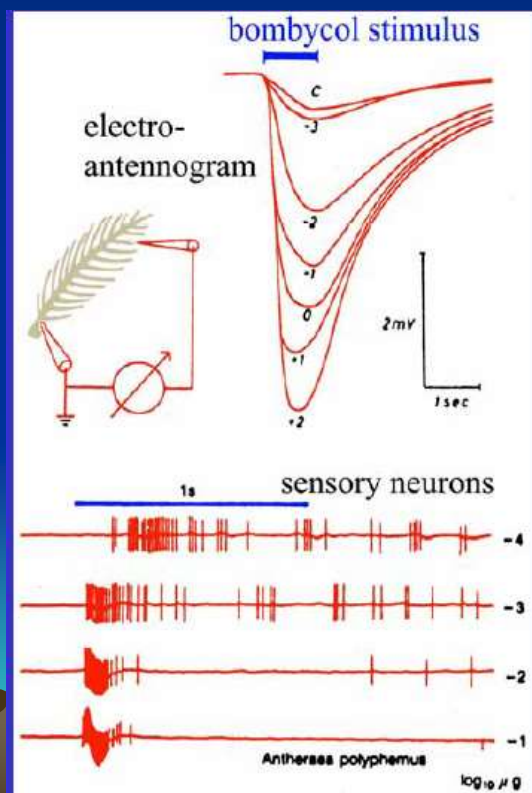 bombycol stimulus
electro-
antennogram
C
-3
-2
-1
0
+1
+2
2mV
1sec
1s
sensory neurons
-4
-3
-2
-1
Antheraea polyphemus
log10 μg